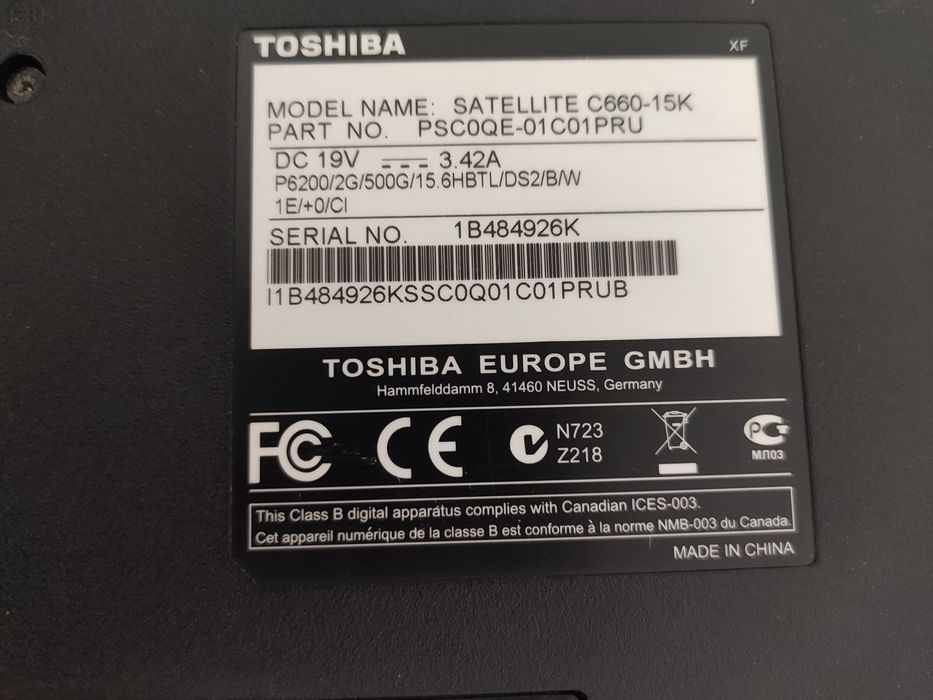 TOSHIBA
XF
MODEL NAME: SATELLITE C660-15K
PART NO. PSC0QE-01C01PRU
DC 19V 3.42A
P6200/2G/500G/15.6HBTL/DS2/B/W
1E/+0/CI
SERIAL NO. 1B484926K
I1B484926KSSC0Q01C01PRUB
TOSHIBA EUROPE GMBH
Hammfelddamm 8, 41460 NEUSS, Germany
FC CE N723
Z218
РСТ
МЛ03
This Class B digital apparatus complies with Canadian ICES-003.
Cet appareil numérique de la classe B est conforme à la norme NMB-003 du Canada.
MADE IN CHINA